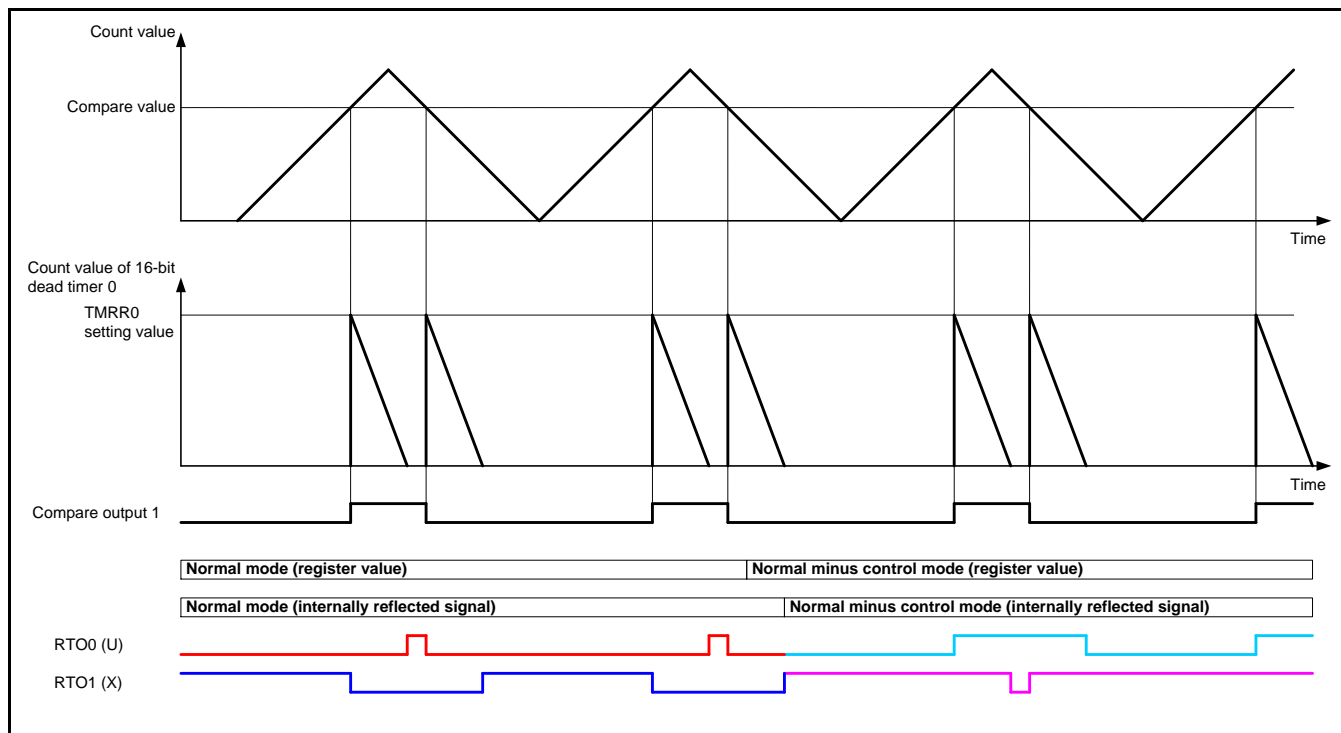 Count value
Compare value
Time
Count value of 16-bit
dead timer 0
TMRR0
setting value
Time
Compare output 1
Normal mode (register value)
Normal minus control mode (register value)
Normal mode (internally reflected signal)
Normal minus control mode (internally reflected signal)
RTO0 (U)
RTO1 (X)